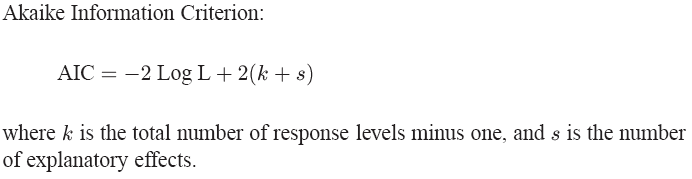 Akaike Information Criterion:
AIC = −2 Log L + 2(k + s)
where k is the total number of response levels minus one, and s is the number
of explanatory effects.